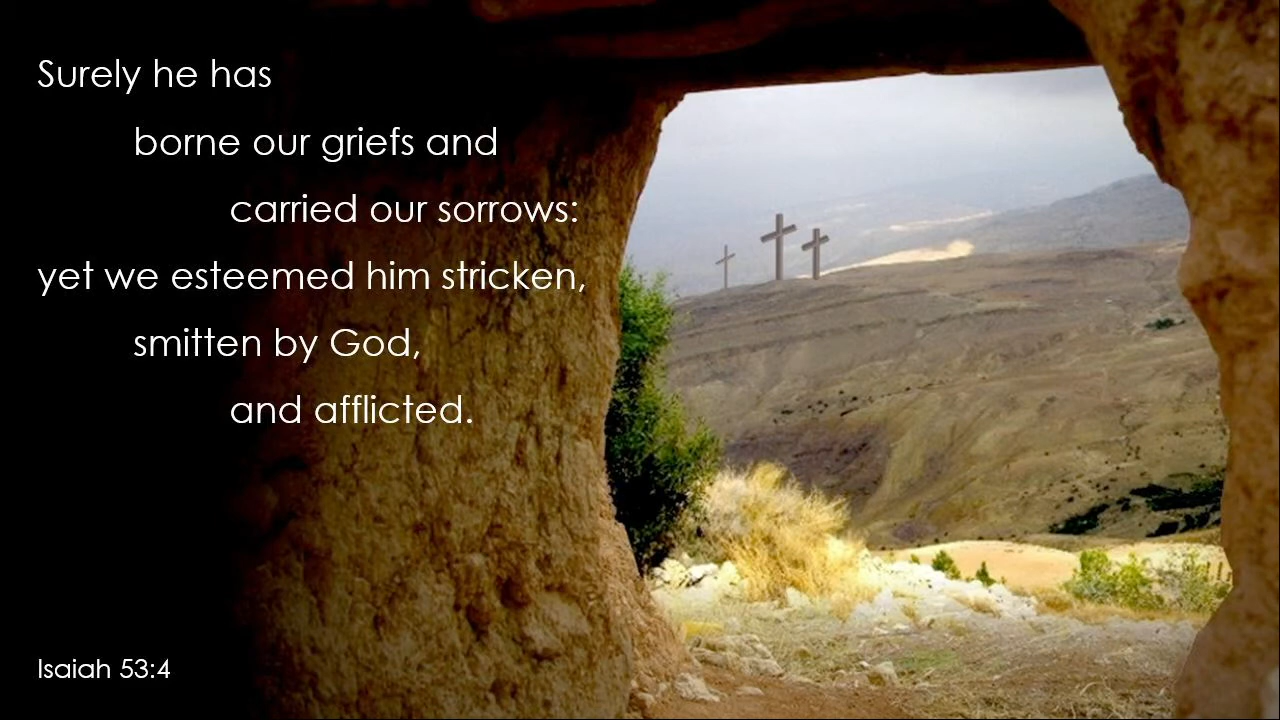 Surely he has
borne our griefs and
carried our sorrows:
yet we esteemed him stricken,
smitten by God,
and afflicted.
Isaiah 53:4